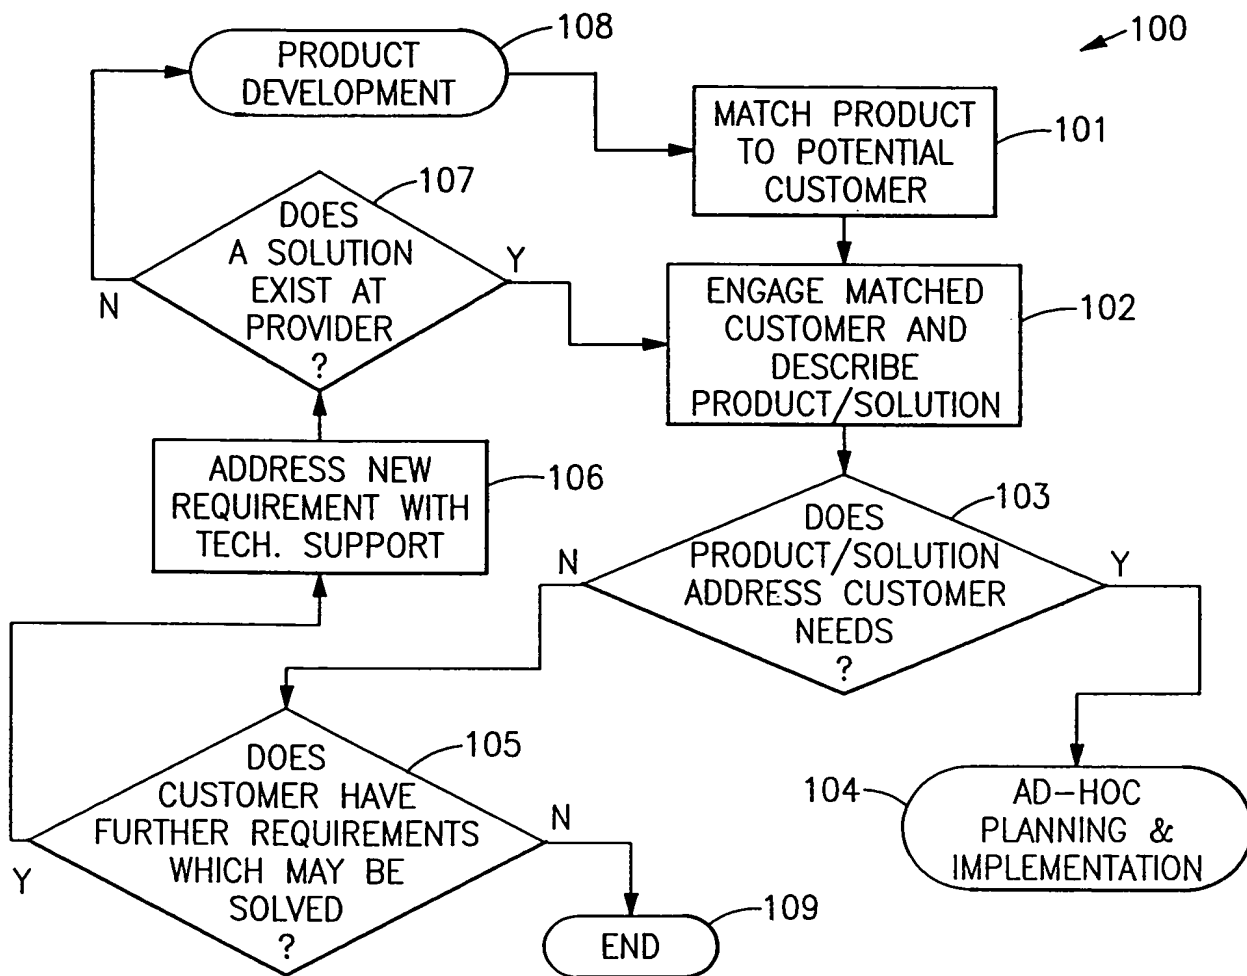 100
PRODUCT
DEVELOPMENT
108
MATCH PRODUCT
TO POTENTIAL
CUSTOMER
101
DOES
A SOLUTION
EXIST AT
PROVIDER
?
107
N
Y
ENGAGE MATCHED
CUSTOMER AND
DESCRIBE
PRODUCT/SOLUTION
102
ADDRESS NEW
REQUIREMENT WITH
TECH. SUPPORT
106
DOES
PRODUCT/SOLUTION
ADDRESS CUSTOMER
NEEDS
?
103
N
Y
DOES
CUSTOMER HAVE
FURTHER REQUIREMENTS
WHICH MAY BE
SOLVED
?
105
Y
N
104
AD-HOC
PLANNING &
IMPLEMENTATION
END
109